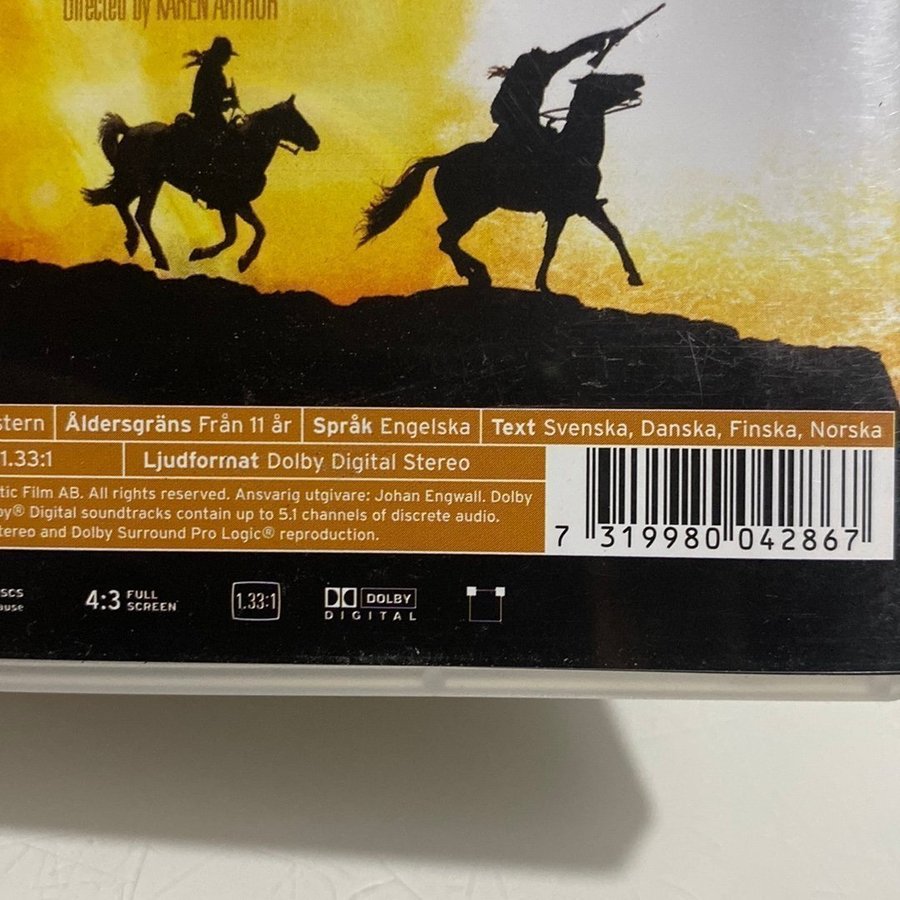 Directed by KAREN ARTHUR
stern Åldersgräns Från 11 år Språk Engelska Text Svenska, Danska, Finska, Norska
1.33:1 Ljudformat Dolby Digital Stereo
tic Film AB. All rights reserved. Ansvarig utgivare: Johan Engwall. Dolby
by® Digital soundtracks contain up to 5.1 channels of discrete audio.
tereo and Dolby Surround Pro Logic® reproduction.
7 319980 042867
SCS
ause
4:3 FULL SCREEN
1.33:1
DOLBY
DIGITAL